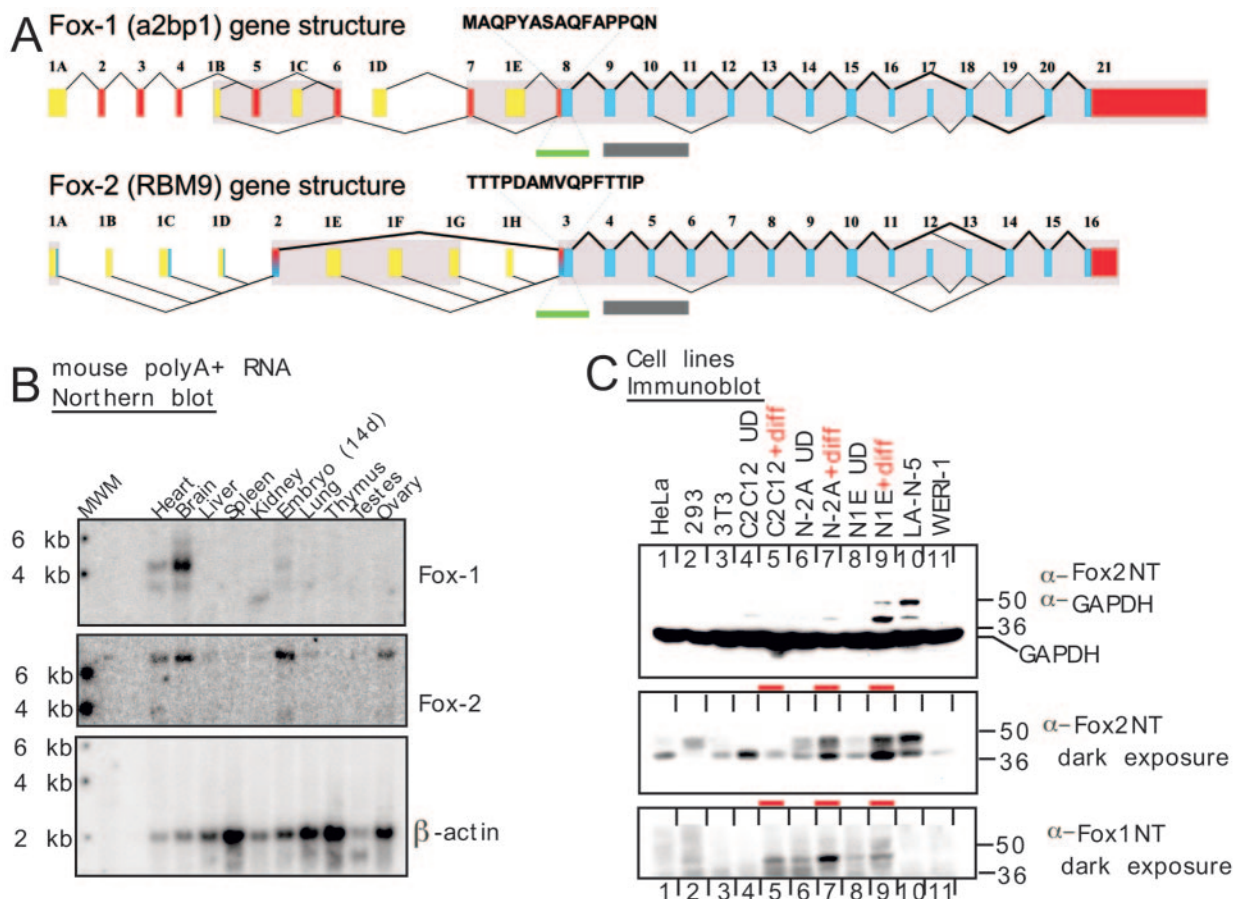 A
Fox-1 (a2bp1) gene structure
MAQPYASAQFAPPQN
1A 2 3 4 1B 5 1C 6 1D 7 1E 8 9 10 11 12 13 14 15 16 17 18 19 20 21
Fox-2 (RBM9) gene structure
TTTPDAMVQPFTTIP
1A 1B 1C 1D 2 1E 1F 1G 1H 3 4 5 6 7 8 9 10 11 12 13 14 15 16
B
mouse polyA+ RNA
Northern blot
MWM
Heart
Brain
Liver
Spleen
Kidney
Embryo (14d)
Lung
Thymus
Testes
Ovary
6 kb
4 kb
Fox-1
6 kb
4 kb
Fox-2
6 kb
4 kb
2 kb
β-actin
C
Cell lines
Immunoblot
HeLa
293
3T3
C2C12 UD
C2C12+diff
N-2A UD
N-2A+diff
N1E UD
N1E+diff
LA-N-5
WERI-1
1 2 3 4 5 6 7 8 9 10 11
α-Fox2NT
50
α-GAPDH
36
GAPDH
50
α-Fox2NT
36
dark exposure
50
α-Fox1NT
36
dark exposure
1 2 3 4 5 6 7 8 9 10 11